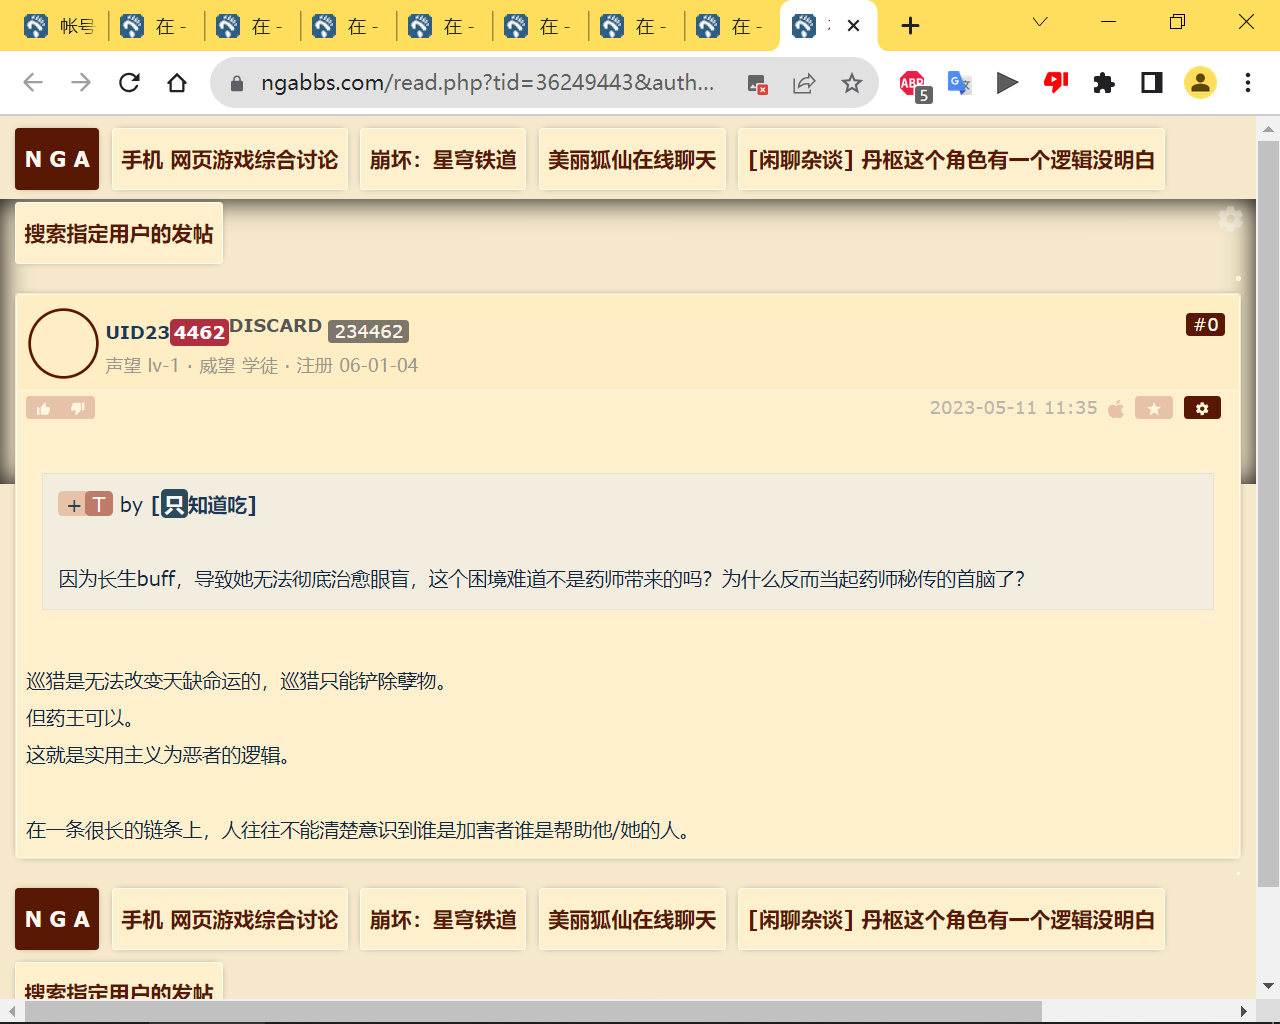 帐号
在 -
在 -
在 -
在 -
在 -
在 -
在 -
ngabbs.com/read.php?tid=36249443&auth...
ABP
5
N G A
手机 网页游戏综合讨论
崩坏：星穹铁道
美丽狐仙在线聊天
[闲聊杂谈] 丹枢这个角色有一个逻辑没明白
搜索指定用户的发帖
UID234462 DISCARD 234462
#0
声望 lv-1 · 威望 学徒 · 注册 06-01-04
2023-05-11 11:35
+ T by [只知道吃]
因为长生buff，导致她无法彻底治愈眼盲，这个困境难道不是药师带来的吗？为什么反而当起药师秘传的首脑了？
巡猎是无法改变天缺命运的，巡猎只能铲除孽物。
但药王可以。
这就是实用主义为恶者的逻辑。
在一条很长的链条上，人往往不能清楚意识到谁是加害者谁是帮助他/她的人。
N G A
手机 网页游戏综合讨论
崩坏：星穹铁道
美丽狐仙在线聊天
[闲聊杂谈] 丹枢这个角色有一个逻辑没明白
搜索指定用户的发帖